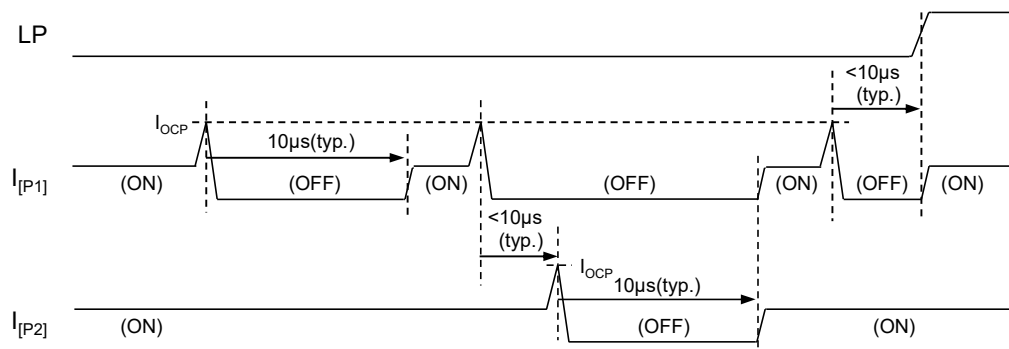 LP
<10µs
(typ.)
IOCP
10µs(typ.)
I[P1]
(ON)
(OFF)
(ON)
(OFF)
(ON)
(OFF)
(ON)
<10µs
(typ.)
IOCP
10µs(typ.)
I[P2]
(ON)
(OFF)
(ON)